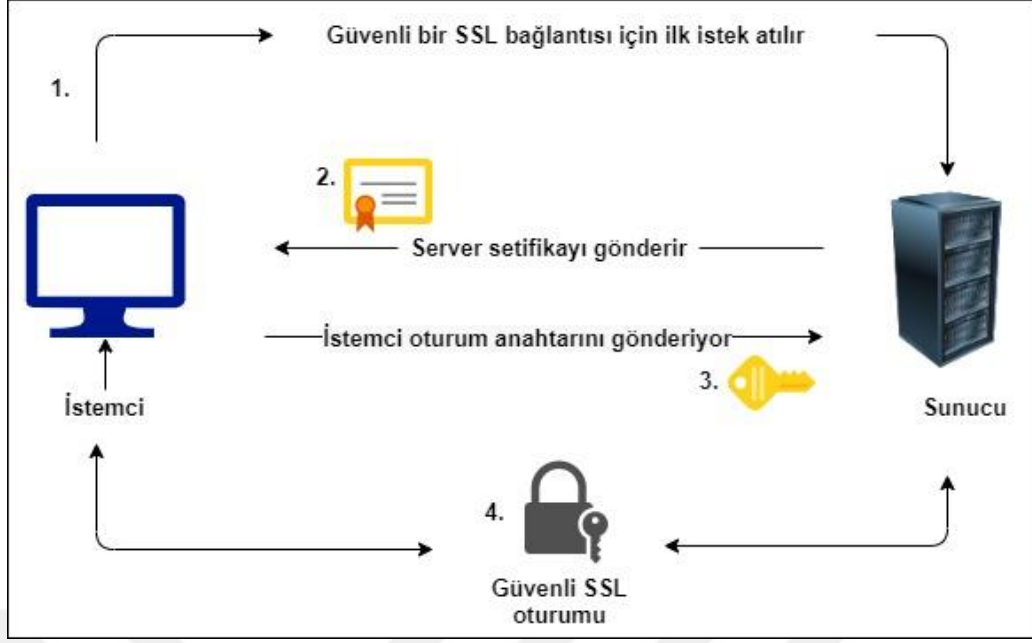 Güvenli bir SSL bağlantısı için ilk istek atılır
1.
2.
Server setifikayı gönderir
İstemci oturum anahtarını gönderiyor
3.
İstemci
Sunucu
4.
Güvenli SSL
oturumu